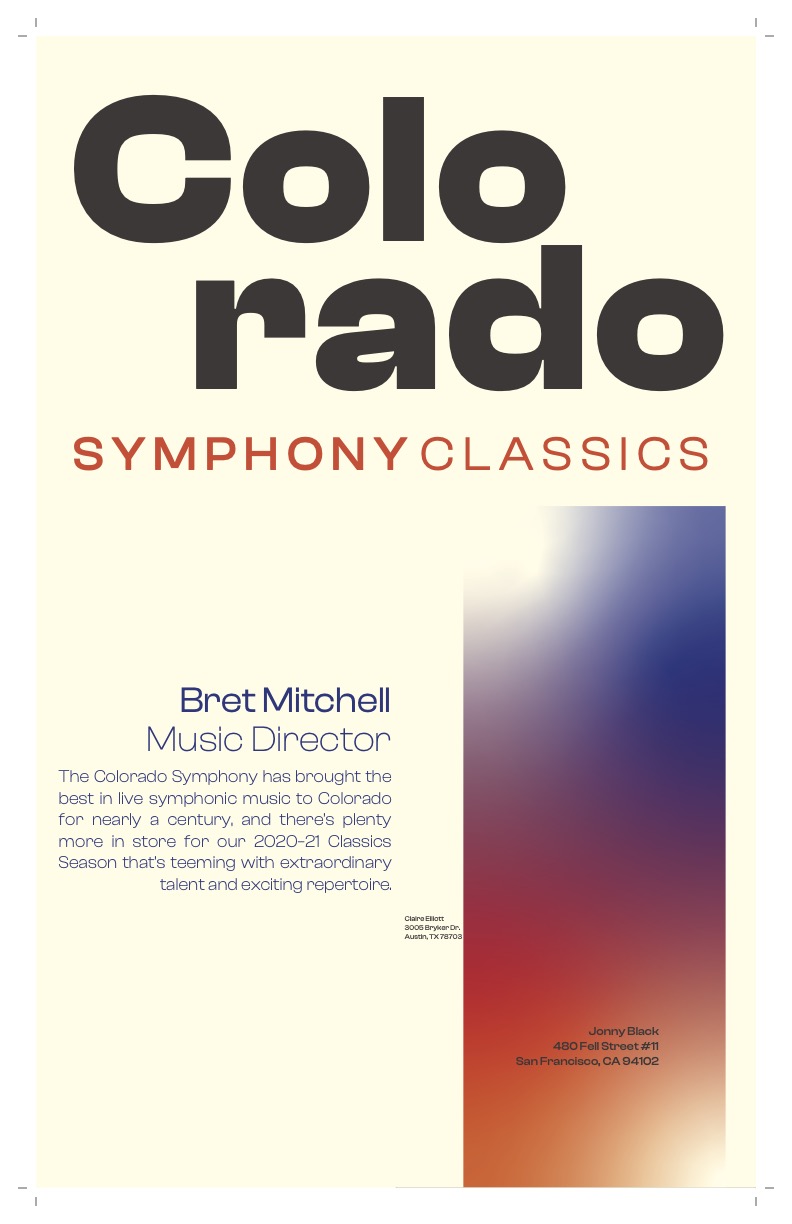 Colo
rado
SYMPHONY CLASSICS
Bret Mitchell
Music Director
The Colorado Symphony has brought the
best in live symphonic music to Colorado
for nearly a century, and there's plenty
more in store for our 2020–21 Classics
Season that's teeming with extraordinary
talent and exciting repertoire.
Claire Elliott
3005 Bryker Dr.
Austin, TX 78703
Jonny Black
480 Fell Street #11
San Francisco, CA 94102